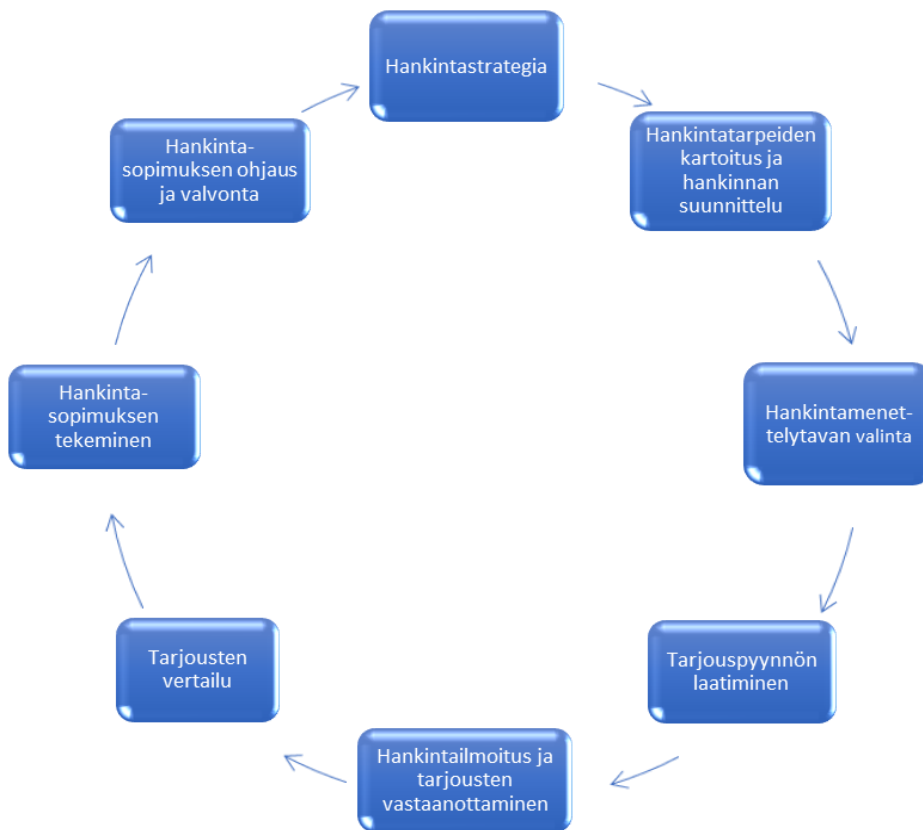 Hankintastrategia
Hankintatarpeiden
kartoitus ja
hankinnan
suunnittelu
Hankintamenet-
telytavan valinta
Tarjouspyynnön
laatiminen
Hankintailmoitus ja
tarjousten
vastaanottaminen
Tarjousten
vertailu
Hankinta-
sopimuksen
tekeminen
Hankinta-
sopimuksen ohjaus
ja valvonta